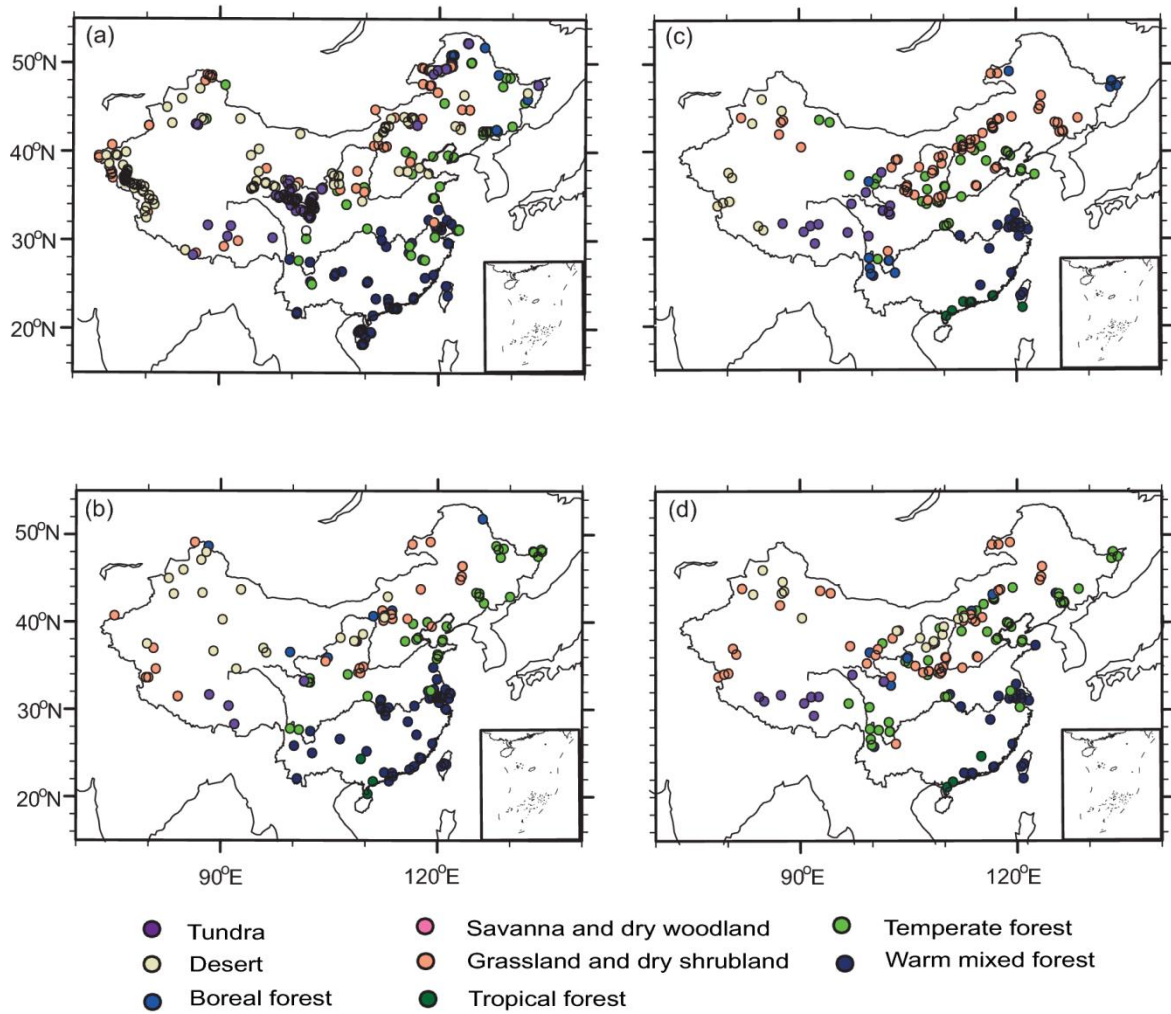 (a)
(c)
50°N
40°N
30°N
20°N
(b)
(d)
50°N
40°N
30°N
20°N
90°E 120°E 90°E 120°E
Tundra Savanna and dry woodland Temperate forest
Desert Grassland and dry shrubland Warm mixed forest
Boreal forest Tropical forest